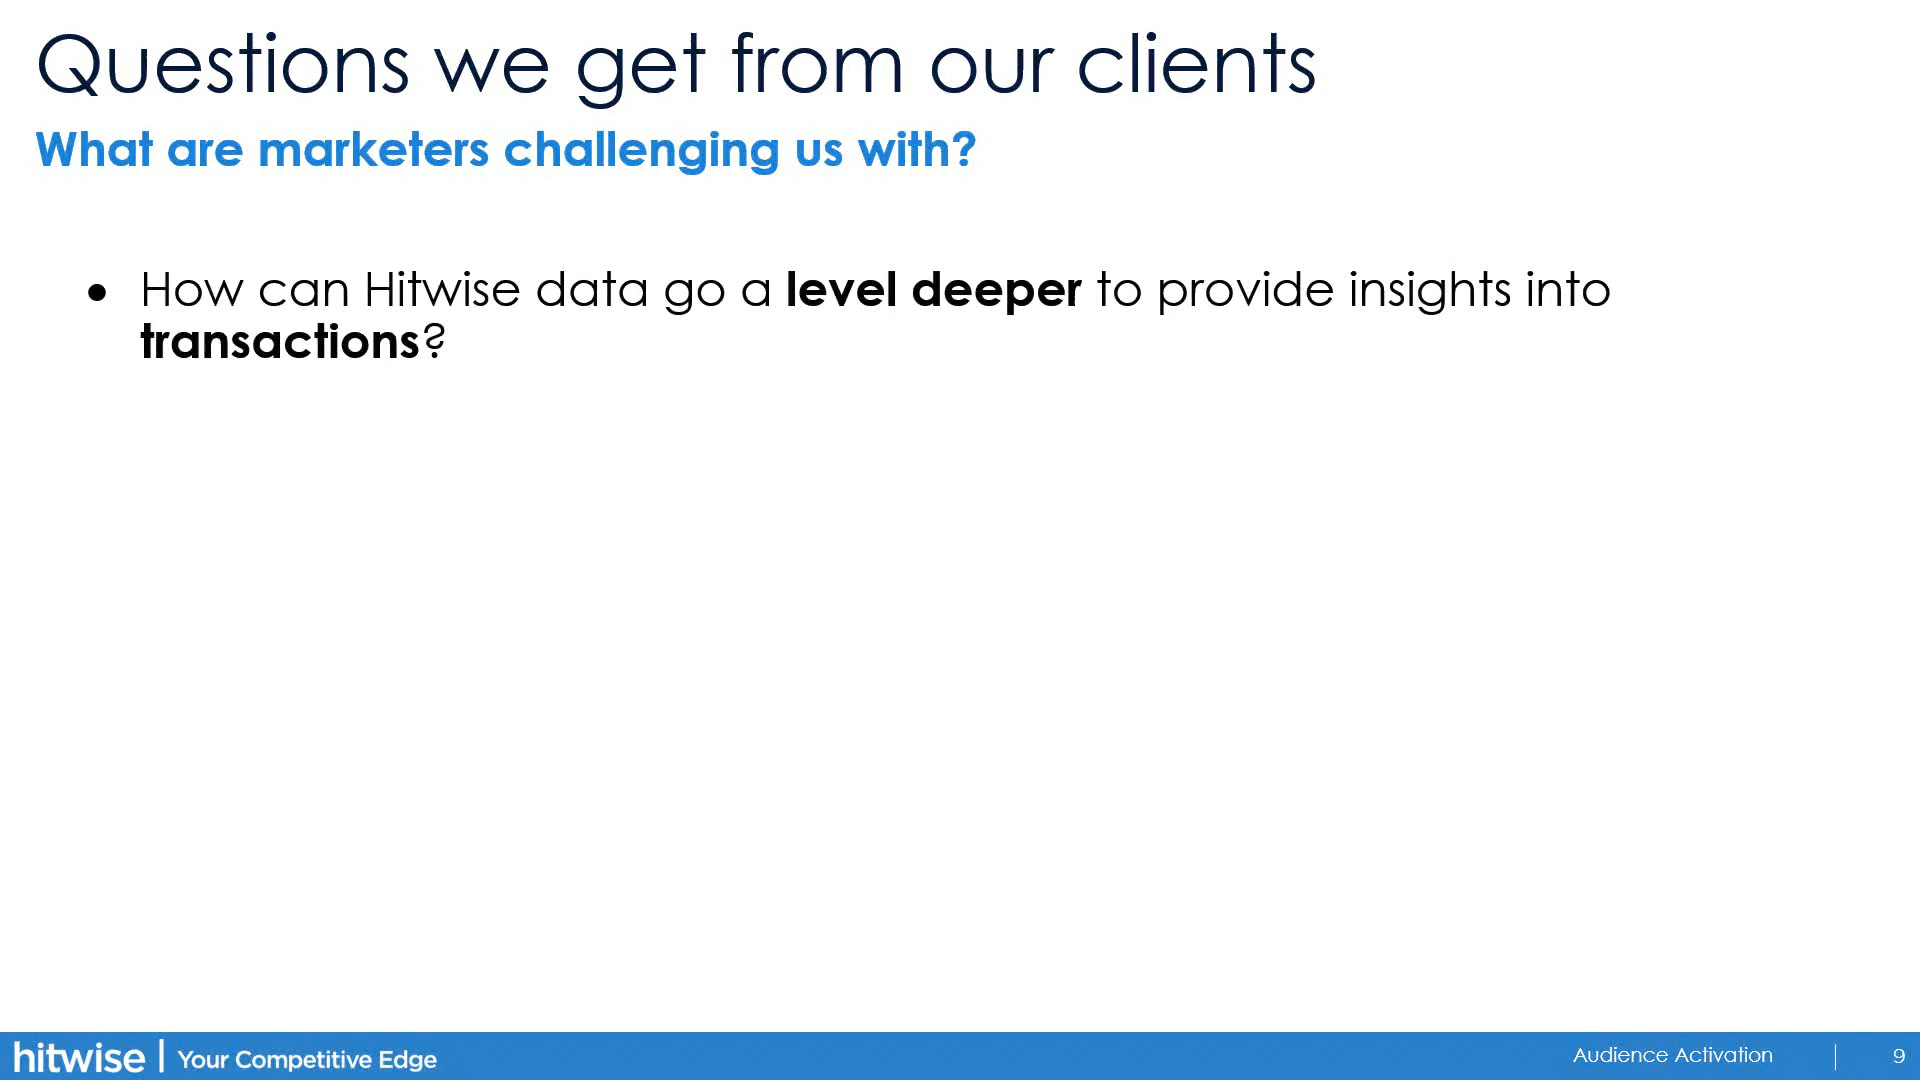 Questions we get from our clients
What are marketers challenging us with?
● How can Hitwise data go a level deeper to provide insights into
transactions?
hitwise | Your Competitive Edge
Audience Activation | 9